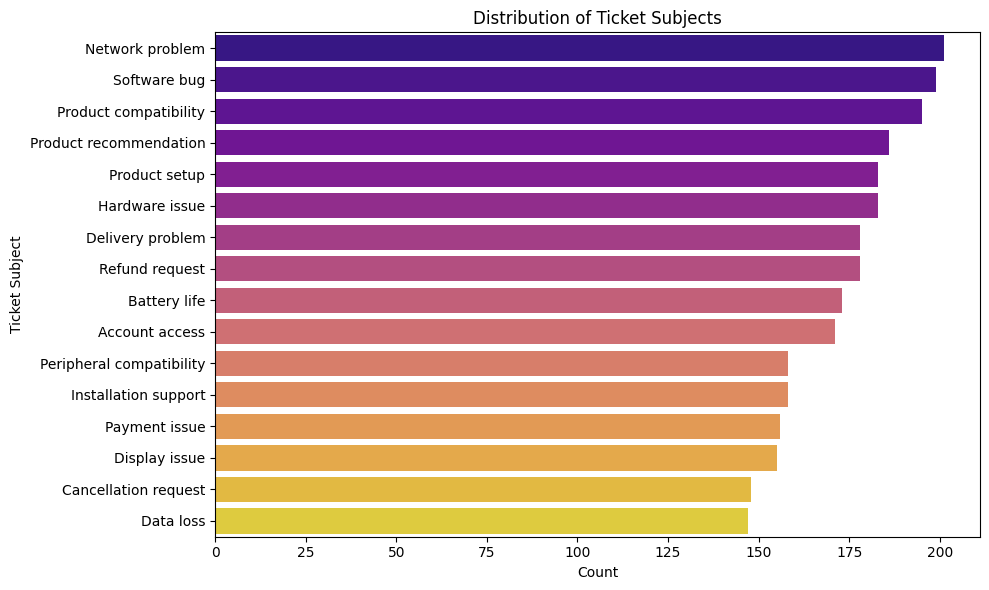 Distribution of Ticket Subjects
Ticket Subject
Network problem
Software bug
Product compatibility
Product recommendation
Product setup
Hardware issue
Delivery problem
Refund request
Battery life
Account access
Peripheral compatibility
Installation support
Payment issue
Display issue
Cancellation request
Data loss
0 25 50 75 100 125 150 175 200
Count